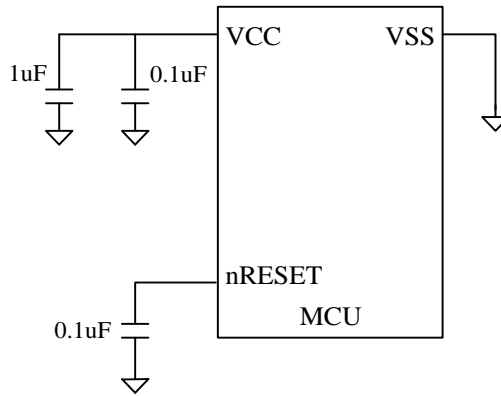 VCC
VSS
1uF
0.1uF
nRESET
MCU
0.1uF